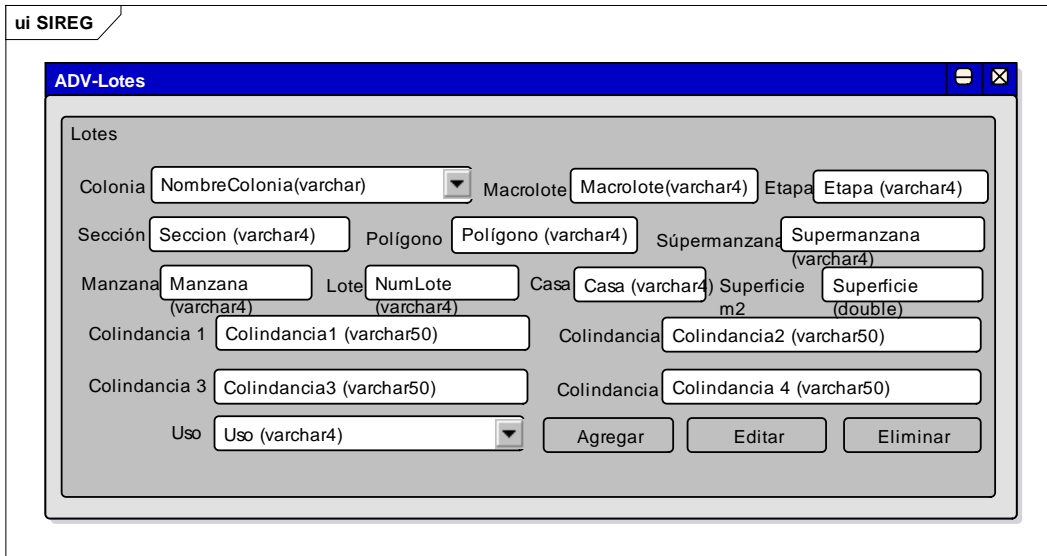 ui SIREG
ADV-Lotes
Lotes
Colonia NombreColonia(varchar) Macrolote Macrolote(varchar4) Etapa Etapa (varchar4)
Sección Seccion (varchar4) Polígono Polígono (varchar4) Súpermanzana Supermanzana (varchar4)
Manzana Manzana (varchar4) Lote NumLote (varchar4) Casa Casa (varchar4) Superficie m2 Superficie (double)
Colindancia 1 Colindancia1 (varchar50) Colindancia Colindancia2 (varchar50)
Colindancia 3 Colindancia3 (varchar50) Colindancia Colindancia 4 (varchar50)
Uso Uso (varchar4) Agregar Editar Eliminar